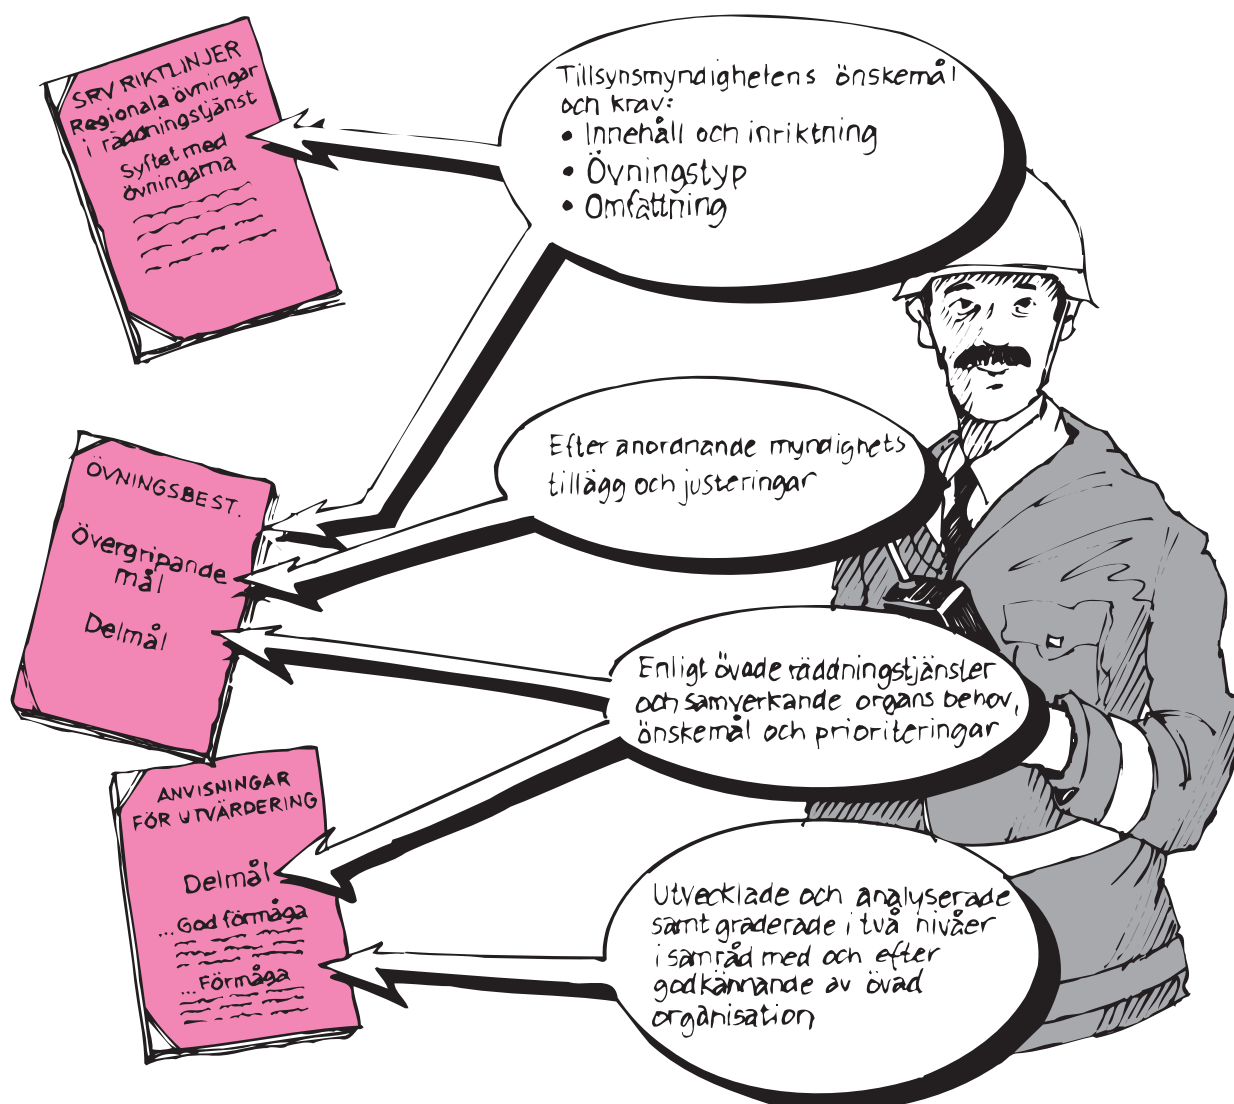 SRV RIKTLINJER
Regionala övningar
i räddningstjänst
Syftet med
övningarna
Tillsynsmyndighetens önskemål
och krav:
• Innehåll och inriktning
• Övningstyp
• Omfattning
ÖVNINGSBEST.
Övergripande
mål
Delmål
Efter anordnande myndighets
tillägg och justeringar
Enligt övade räddningstjänster
och samverkande organs behov,
önskemål och prioriteringar
ANVISNINGAR
FÖR UTVÄRDERING
Delmål
...God förmåga
...Förmåga
Utvecklade och analyserade
samt graderade i två nivåer
i samråd med och efter
godkännande av övad
organisation